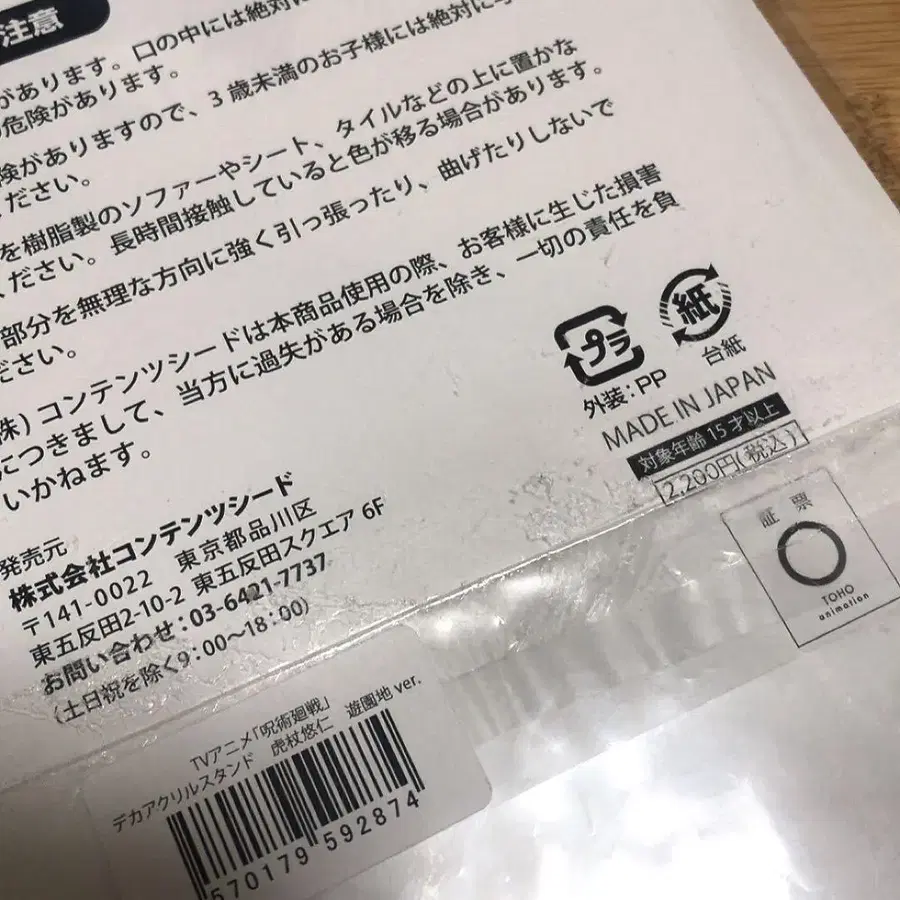 注意
があります。口の中には絶対に
の危険があります。
険がありますので、3歳未満のお子様には絶対に
ください。
を樹脂製のソファーやシート、タイルなどの上に置かな
ください。長時間接触していると色が移る場合があります。
部分を無理な方向に強く引っ張ったり、曲げたりしないで
ださい。
株)コンテンツシードは本商品使用の際、お客様に生じた損害
につきまして、当方に過失がある場合を除き、一切の責任を負
いかねます。
プラ
紙
外装:PP
台紙
MADE IN JAPAN
対象年齢15才以上
2,200円(税込)
発売元
株式会社コンテンツシード
〒141-0022 東京都品川区
東五反田2-10-2 東五反田スクエア 6F
お問い合わせ:03-6421-7737
(土日祝を除く9:00~18:00)
証票
TOHO
animation
TVアニメ「呪術廻戦」
デカアクリルスタンド 虎杖悠仁 遊園地 ver.
570179 592874